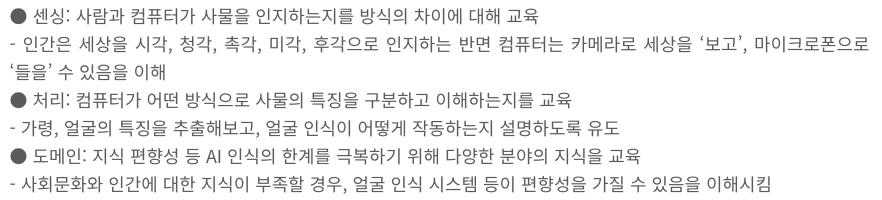 ● 센싱: 사람과 컴퓨터가 사물을 인지하는지를 방식의 차이에 대해 교육
- 인간은 세상을 시각, 청각, 촉각, 미각, 후각으로 인지하는 반면 컴퓨터는 카메라로 세상을 ‘보고’, 마이크로폰으로
‘들을’ 수 있음을 이해
● 처리: 컴퓨터가 어떤 방식으로 사물의 특징을 구분하고 이해하는지를 교육
- 가령, 얼굴의 특징을 추출해보고, 얼굴 인식이 어떻게 작동하는지 설명하도록 유도
● 도메인: 지식 편향성 등 AI 인식의 한계를 극복하기 위해 다양한 분야의 지식을 교육
- 사회문화와 인간에 대한 지식이 부족할 경우, 얼굴 인식 시스템 등이 편향성을 가질 수 있음을 이해시킴